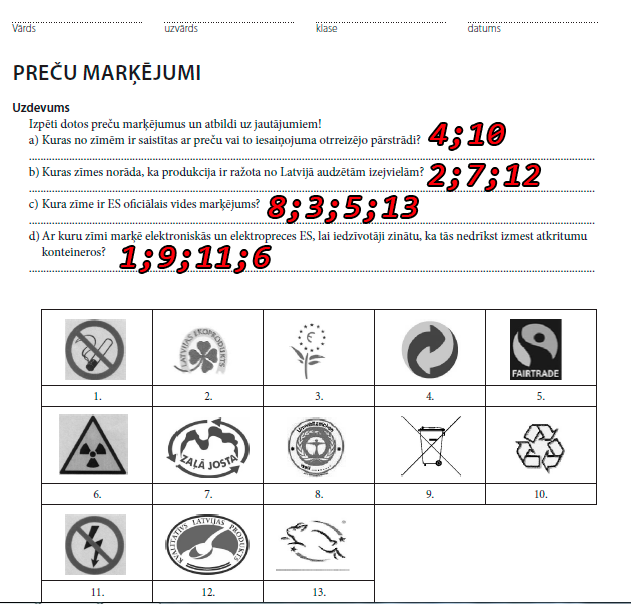 Vārds uzvārds klase datums
PREČU MARĶĒJUMI
Uzdevums
Izpēti dotos preču marķējumus un atbildi uz jautājumiem!
a) Kuras no zīmēm ir saistītas ar preču vai to iesaiņojuma otrreizējo pārstrādi? 4;10
b) Kuras zīmes norāda, ka produkcija ir ražota no Latvijā audzētām izejvielām? 2;7;12
c) Kura zīme ir ES oficiālais vides marķējums? 8;3;5;13
d) Ar kuru zīmi marķē elektroniskās un elektropreces ES, lai iedzīvotāji zinātu, ka tās nedrīkst izmest atkritumu
konteineros? 1;9;11;6
LATVIJAS EKOPRODUKTS
FAIRTRADE
1. 2. 3. 4. 5.
ZAĻĀ JOSTA
Umweltzeichen
6. 7. 8. 9. 10.
KVALITATĪVS LATVIJAS PRODUKTS
11. 12. 13.